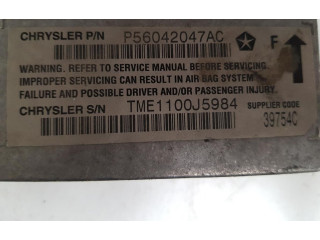 CHRYSLER P/N P56042047AC F
WARNING. REFER TO SERVICE MANUAL BEFORE SERVICING.
IMPROPER SERVICING CAN RESULT IN AIR BAG SYSTEM
FAILURE AND POSSIBLE DRIVER AND/OR PASSENGER INJURY.
CHRYSLER S/N TME1100J5984 SUPPLIER CODE
39754C